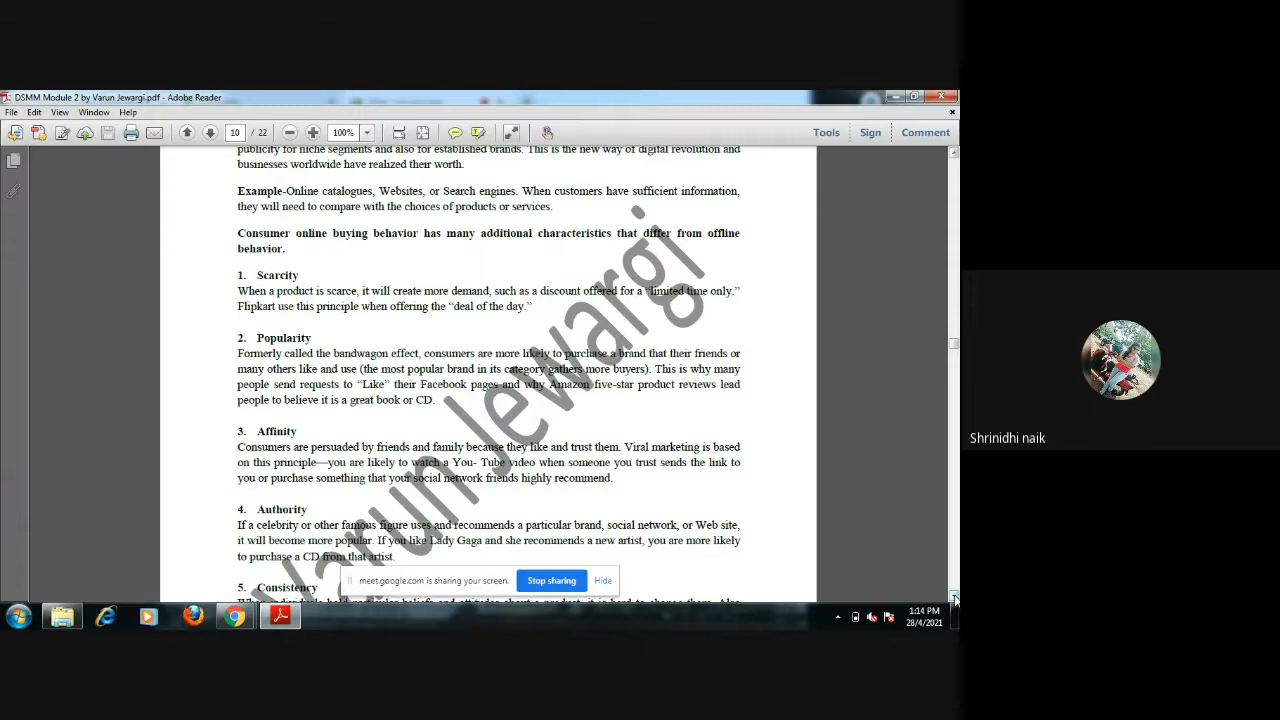 DSMM Module 2 by Varun Jewargi.pdf - Adobe Reader
File Edit View Window Help
10 / 22 100% Tools Sign Comment
publicity for niche segments and also for established brands. This is the new way of digital revolution and
businesses worldwide have realized their worth.
Example-Online catalogues, Websites, or Search engines. When customers have sufficient information,
they will need to compare with the choices of products or services.
Consumer online buying behavior has many additional characteristics that differ from offline
behavior.
1. Scarcity
When a product is scarce, it will create more demand, such as a discount offered for a “limited time only.”
Flipkart use this principle when offering the “deal of the day.”
2. Popularity
Formerly called the bandwagon effect, consumers are more likely to purchase a brand that their friends or
many others like and use (the most popular brand in its category gathers more buyers). This is why many
people send requests to “Like” their Facebook pages and why Amazon five-star product reviews lead
people to believe it is a great book or CD.
3. Affinity
Consumers are persuaded by friends and family because they like and trust them. Viral marketing is based
on this principle—you are likely to watch a You- Tube video when someone you trust sends the link to
you or purchase something that your social network friends highly recommend.
4. Authority
If a celebrity or other famous figure uses and recommends a particular brand, social network, or Web site,
it will become more popular. If you like Lady Gaga and she recommends a new artist, you are more likely
to purchase a CD from that artist.
5. Consistency
Varun Jewargi
meet.google.com is sharing your screen. Stop sharing Hide
1:14 PM
28/4/2021
Shrinidhi naik